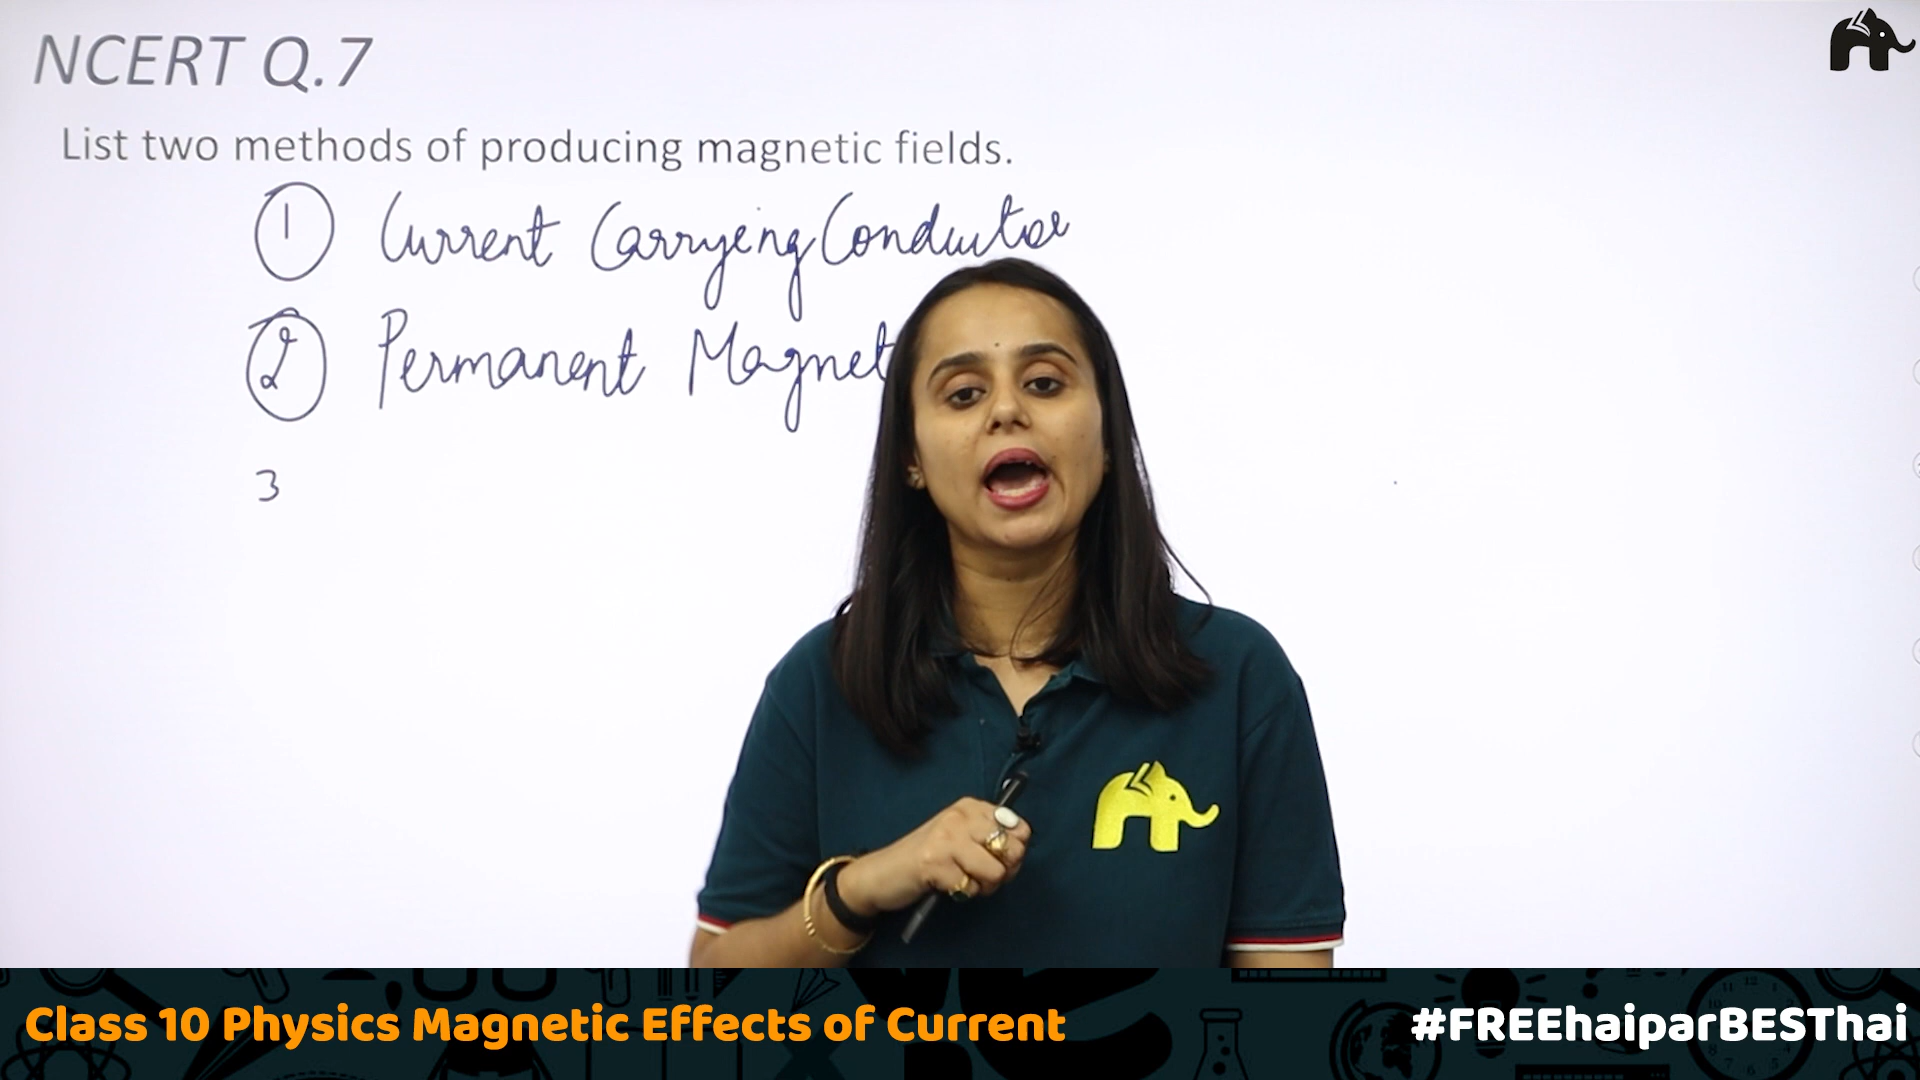 NCERT Q.7
List two methods of producing magnetic fields.
1 Current Carryeing Conductor
2 Permanent Magnet
3
Class 10 Physics Magnetic Effects of Current
#FREEhaiparBESThai